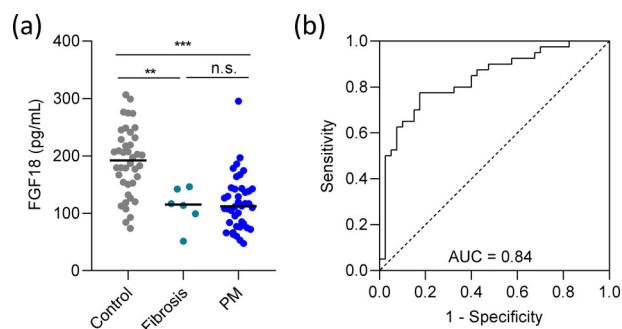 (a)
FGF18 (pg/mL)
400
300
200
100
0
***
**
n.s.
Control
Fibrosis
PM
(b)
Sensitivity
1.0
0.8
0.6
0.4
0.2
0.0
AUC = 0.84
0.0 0.2 0.4 0.6 0.8 1.0
1 - Specificity